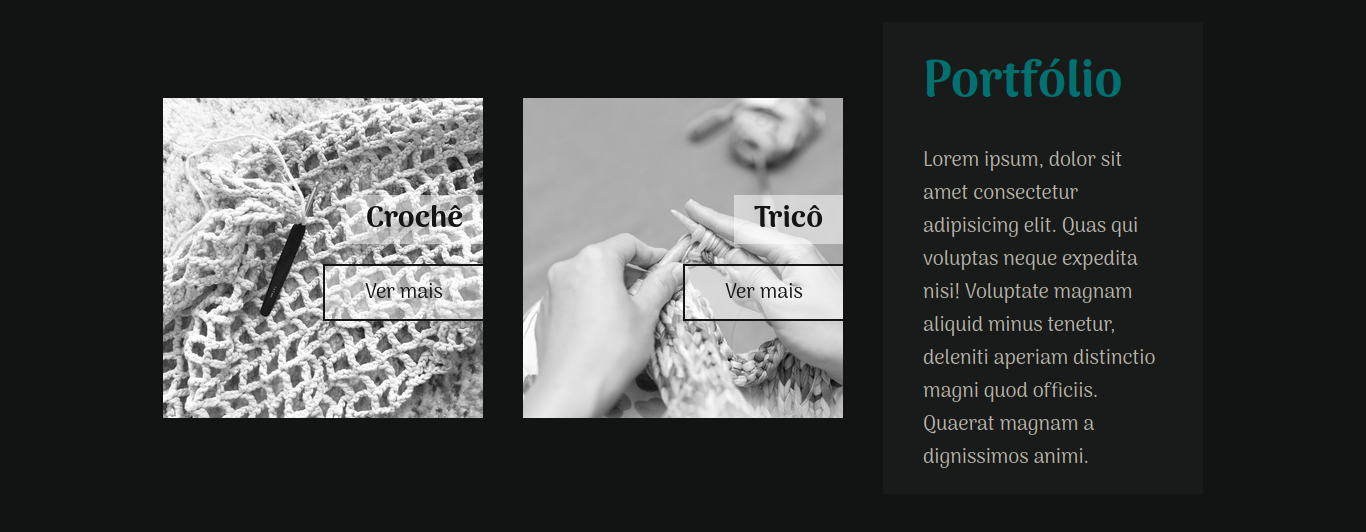 Crochê
Ver mais
Tricô
Ver mais
Portfólio
Lorem ipsum, dolor sit
amet consectetur
adipisicing elit. Quas qui
voluptas neque expedita
nisi! Voluptate magnam
aliquid minus tenetur,
deleniti aperiam distinctio
magni quod officiis.
Quaerat magnam a
dignissimos animi.